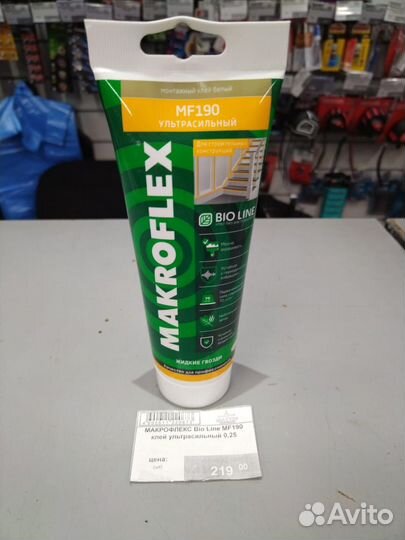 монтажный клей белый
MF190
УЛЬТРАСИЛЬНЫЙ
Для строительных
конструкций
MAKROFLEX
BIO LINE
ЖИДКИЕ ГВОЗДИ
МАКРОФЛЕКС Bio Line MF190
клей ультрасильный 0,25
цена:
219 00
Avito